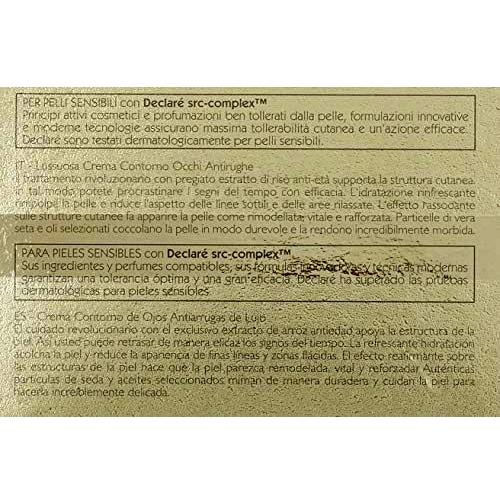 PER PELLI SENSIBILI con Declaré src-complex™
Principi attivi cosmetici e profumazioni ben tollerati dalla pelle, formulazioni innovative
e moderne tecnologie assicurano massima tollerabilità cutanea e un'azione efficace.
Declaré sono testati dermatologicamente per pelli sensibili.
IT - Lussuosa Crema Contorno Occhi Antirughe
Il trattamento rivoluzionario con pregiato estratto di riso anti-età supporta la struttura cutanea
in tal modo potete procrastinare i segni del tempo con efficacia. L'idratazione rinfrescante
rimpolpa la pelle e riduce l'aspetto delle linee sottili e delle aree rilassate. L'effetto rassodante
sulle strutture cutanee fa apparire la pelle come rimodellata, vitale e rafforzata. Particelle di vera
seta e oli selezionati coccolano la pelle in modo durevole e la rendono incredibilmente morbida.
PARA PIELES SENSIBLES con Declaré src-complex™
Sus ingredientes y perfumes compatibles, sus fórmulas innovadoras y técnicas modernas
garantizan una tolerancia óptima y una gran eficacia. Declaré ha superado las pruebas
dermatológicas para pieles sensibles.
ES - Crema Contorno de Ojos Antiarrugas de Lujo
El cuidado revolucionario con el exclusivo extracto de arroz antiedad apoya la estructura de la
piel. Así usted puede retrasar de manera eficaz los signos del tiempo. La refrescante hidratación
acolcha la piel y reduce la apariencia de finas líneas y zonas flácidas. El efecto reafirmante sobre
las estructuras de la piel hace que la piel parezca remodelada, vital y reforzada. Auténticas
partículas de seda y aceites seleccionados miman de manera duradera y cuidan la piel para
hacerla increíblemente delicada.